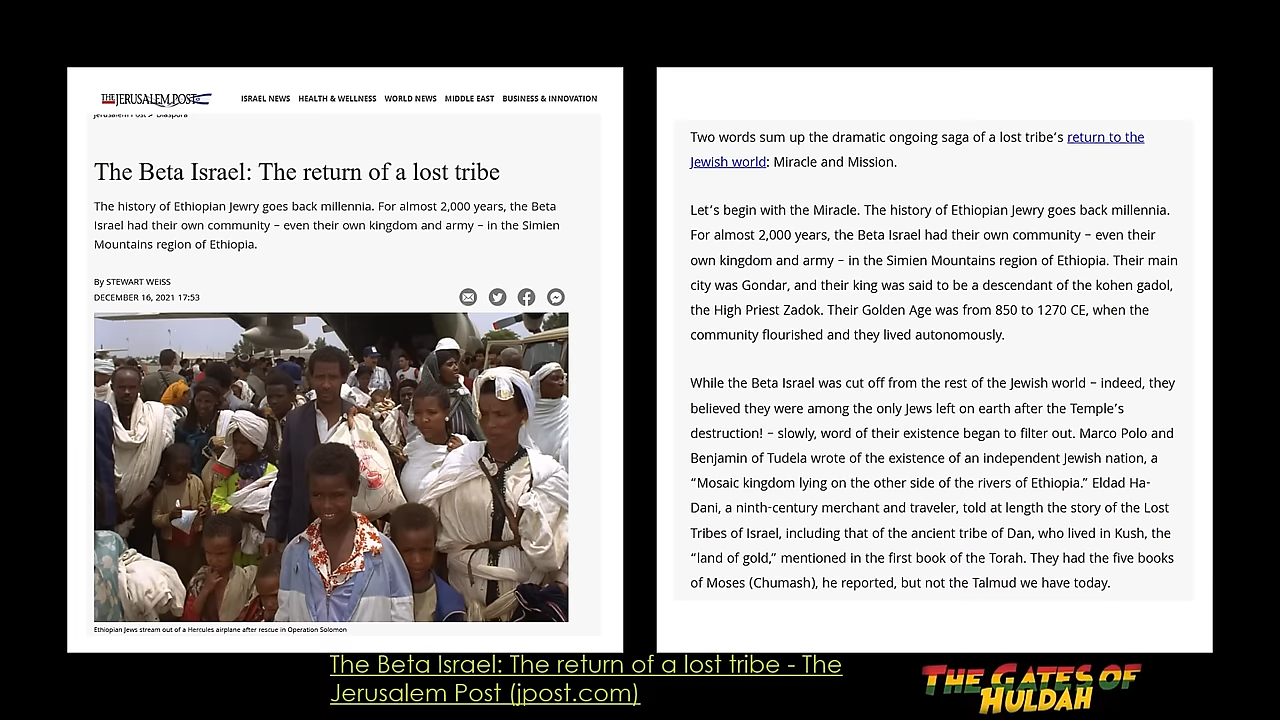 THE JERUSALEM POST
ISRAEL NEWS HEALTH & WELLNESS WORLD NEWS MIDDLE EAST BUSINESS & INNOVATION
Jerusalem Post > Diaspora
The Beta Israel: The return of a lost tribe
The history of Ethiopian Jewry goes back millennia. For almost 2,000 years, the Beta
Israel had their own community – even their own kingdom and army – in the Simien
Mountains region of Ethiopia.
By STEWART WEISS
DECEMBER 16, 2021 17:53
Ethiopian Jews stream out of a Hercules airplane after rescue in Operation Solomon
Two words sum up the dramatic ongoing saga of a lost tribe’s return to the
Jewish world: Miracle and Mission.
Let’s begin with the Miracle. The history of Ethiopian Jewry goes back millennia.
For almost 2,000 years, the Beta Israel had their own community – even their
own kingdom and army – in the Simien Mountains region of Ethiopia. Their main
city was Gondar, and their king was said to be a descendant of the kohen gadol,
the High Priest Zadok. Their Golden Age was from 850 to 1270 CE, when the
community flourished and they lived autonomously.
While the Beta Israel was cut off from the rest of the Jewish world – indeed, they
believed they were among the only Jews left on earth after the Temple’s
destruction! – slowly, word of their existence began to filter out. Marco Polo and
Benjamin of Tudela wrote of the existence of an independent Jewish nation, a
“Mosaic kingdom lying on the other side of the rivers of Ethiopia.” Eldad Ha-
Dani, a ninth-century merchant and traveler, told at length the story of the Lost
Tribes of Israel, including that of the ancient tribe of Dan, who lived in Kush, the
“land of gold,” mentioned in the first book of the Torah. They had the five books
of Moses (Chumash), he reported, but not the Talmud we have today.
The Beta Israel: The return of a lost tribe - The
Jerusalem Post (jpost.com)
THE GATES OF
HULDAH